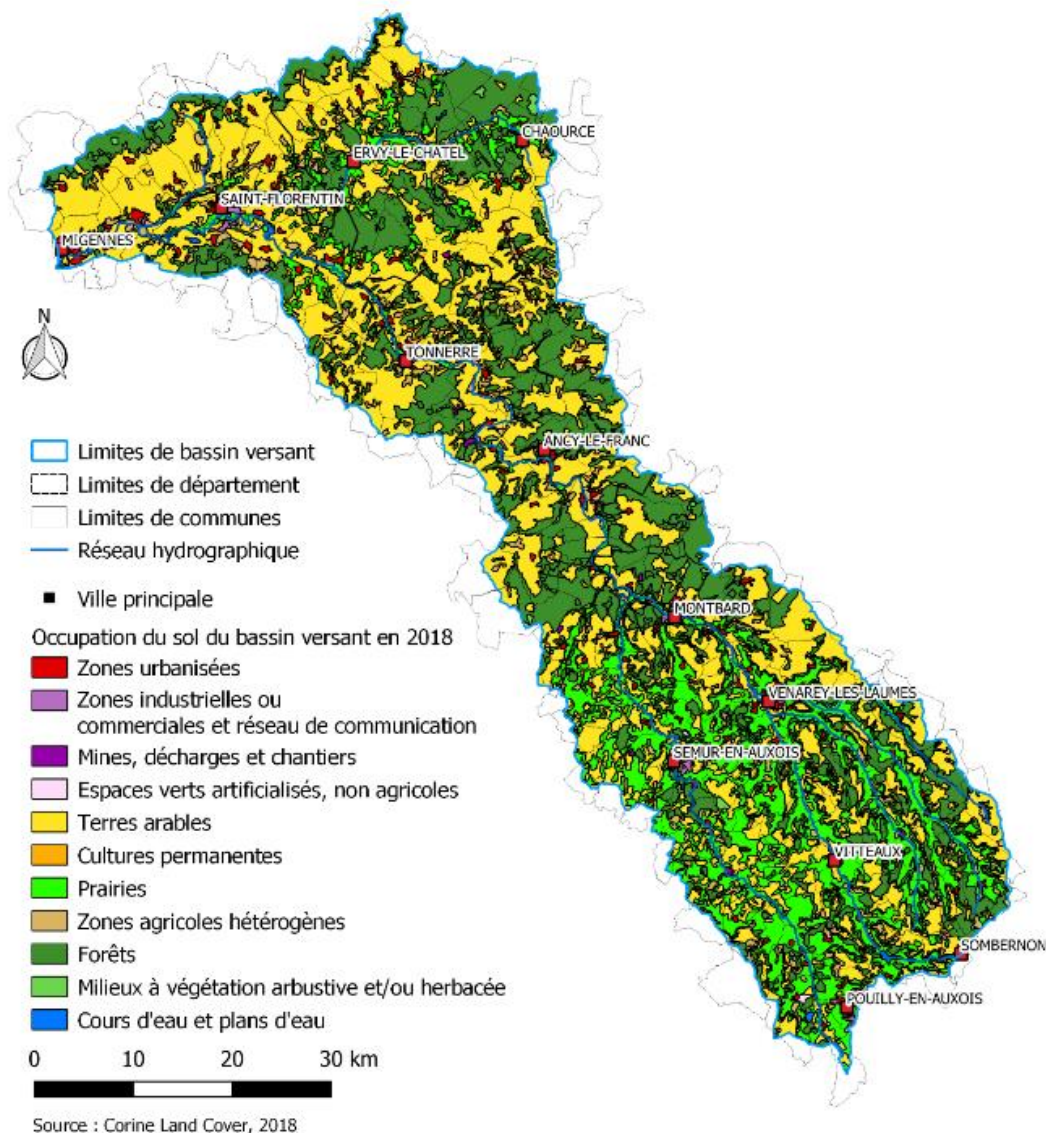 CHAOURCE
ERVY-LE-CHATEL
SAINT-FLORENTIN
MIGENNES
N
TONNERRE
ANCY-LE-FRANC
Limites de bassin versant
Limites de département
Limites de communes
Réseau hydrographique
Ville principale
MONTBARD
Occupation du sol du bassin versant en 2018
Zones urbanisées
Zones industrielles ou
commerciales et réseau de communication
VENAREY-LES-LAUMES
Mines, décharges et chantiers
SEMUR-EN-AUXOIS
Espaces verts artificialisés, non agricoles
Terres arables
Cultures permanentes
VITTEAUX
Prairies
Zones agricoles hétérogènes
Forêts
SOMBERNON
Milieux à végétation arbustive et/ou herbacée
POUILLY-EN-AUXOIS
Cours d'eau et plans d'eau
0 10 20 30 km
Source : Corine Land Cover, 2018